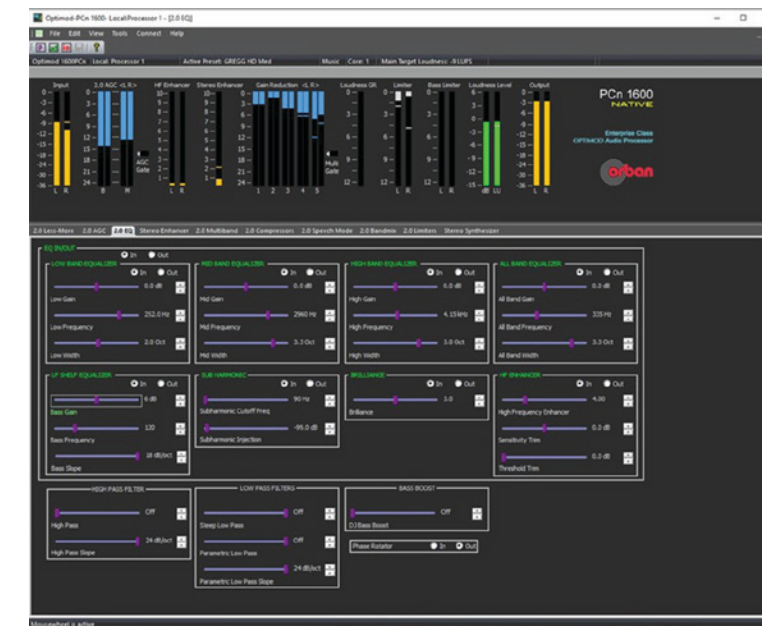 Optimod-PCn 1600- Local:Processor 1 - [2.0 EQ]
File Edit View Tools Connect Help
Optimod 1600PCn Local: Processor 1 Active Preset: GREGG HD Med Music Core: 1 Main Target Loudness: -9 LUFS
Input 2.0 AGC <L R> HF Enhancer Stereo Enhancer Gain Reduction <L R> Loudness GR Limiter Bass Limiter Loudness Level Output
PCn 1600
NATIVE
Enterprise Class
OPTIMOD Audio Processor
orban
AGC Gate
Multi Gate
L R B M L R 1 2 3 4 5 L R L R dB LU L R
2.0 Less-More 2.0 AGC 2.0 EQ Stereo Enhancer 2.0 Multiband 2.0 Compressors 2.0 Speech Mode 2.0 Bandmix 2.0 Limiters Stereo Synthesizer
EQ IN/OUT
In Out
LOW BAND EQUALIZER MID BAND EQUALIZER HIGH BAND EQUALIZER ALL BAND EQUALIZER
In Out In Out In Out In Out
0.0 dB 0.0 dB 0.0 dB 0.0 dB
Low Gain Mid Gain High Gain All Band Gain
252.0 Hz 2960 Hz 4.15 kHz 335 Hz
Low Frequency Mid Frequency High Frequency All Band Frequency
2.0 Oct 3.3 Oct 3.0 Oct 3.3 Oct
Low Width Mid Width High Width All Band Width
LF SHELF EQUALIZER SUB HARMONIC BRILLIANCE HF ENHANCER
In Out In Out In Out In Out
6 dB 90 Hz 3.0 4.00
Bass Gain Subharmonic Cutoff Freq Brilliance High Frequency Enhancer
120 -99.0 dB 0.0 dB
Bass Frequency Subharmonic Injection Sensitivity Trim
18 dB/oct 0.0 dB
Bass Slope Threshold Trim
HIGH PASS FILTER LOW PASS FILTERS BASS BOOST
Off Off Off
High Pass Steep Low Pass DJ Bass Boost
24 dB/oct Off Phase Rotator In Out
High Pass Slope Parametric Low Pass
24 dB/oct
Parametric Low Pass Slope
Mousewheel is active